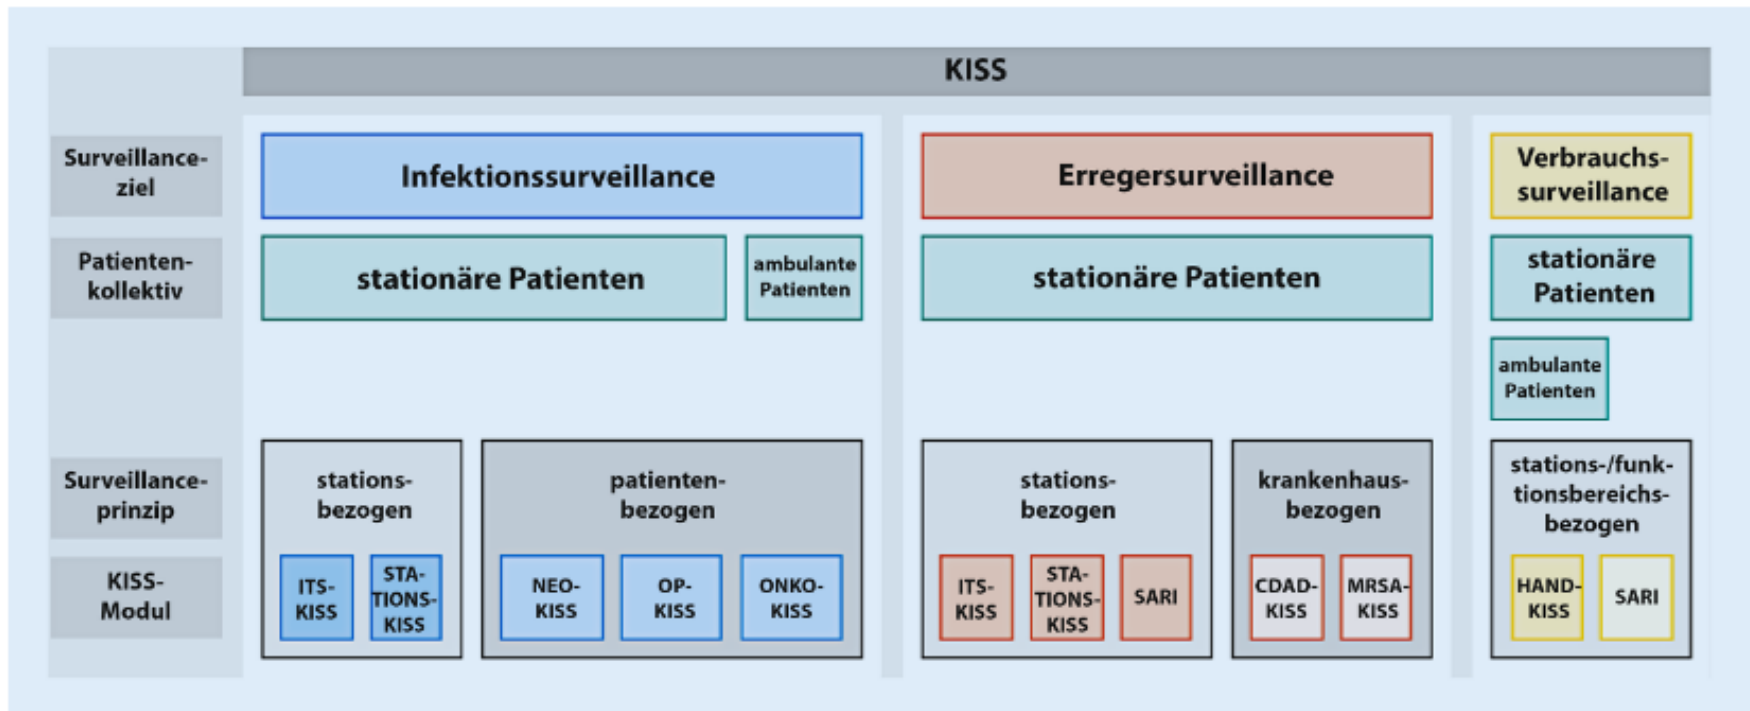 KISS
Surveillance-
ziel
Infektionssurveillance
Erregersurveillance
Verbrauchs-
surveillance
Patienten-
kollektiv
stationäre Patienten
ambulante
Patienten
stationäre Patienten
stationäre
Patienten
ambulante
Patienten
Surveillance-
prinzip
stations-
bezogen
patienten-
bezogen
stations-
bezogen
krankenhaus-
bezogen
stations-/funk-
tionsbereichs-
bezogen
KISS-
Modul
ITS-
KISS
STA-
TIONS-
KISS
NEO-
KISS
OP-
KISS
ONKO-
KISS
ITS-
KISS
STA-
TIONS-
KISS
SARI
CDAD-
KISS
MRSA-
KISS
HAND-
KISS
SARI